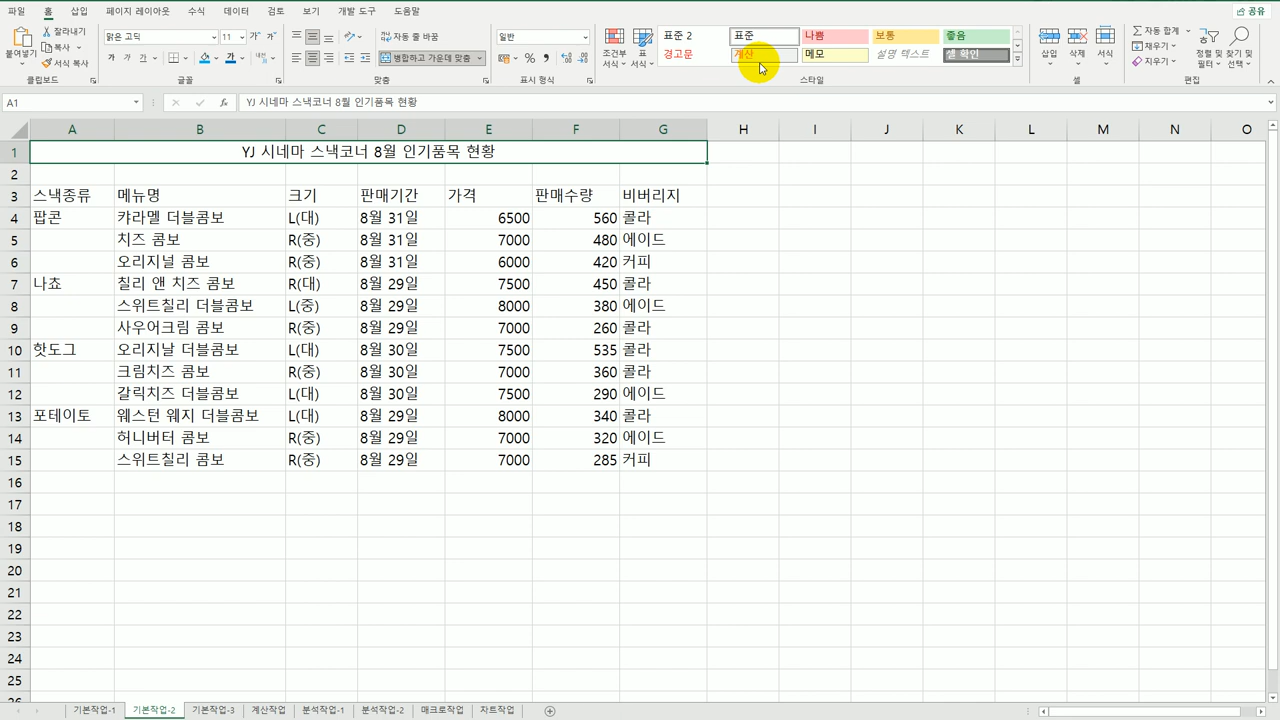 파일 홈 삽입 페이지 레이아웃 수식 데이터 검토 보기 개발 도구 도움말 공유
붙여넣기 잘라내기 복사 서식 복사 클립보드
맑은 고딕 11 가 가 가 가 가 글꼴
자동 줄 바꿈 병합하고 가운데 맞춤 맞춤
일반 % 표시 형식
조건부 서식 표 서식
표준 2 표준 나쁨 보통 좋음
경고문 계산 메모 설명 텍스트 셀 확인
스타일
삽입 삭제 서식 셀
자동 합계 채우기 지우기 정렬 및 필터 찾기 및 선택 편집
A1 fx YJ 시네마 스낵코너 8월 인기품목 현황
A B C D E F G H I J K L M N O
1 YJ 시네마 스낵코너 8월 인기품목 현황
2
3 스낵종류 메뉴명 크기 판매기간 가격 판매수량 비버리지
4 팝콘 캬라멜 더블콤보 L(대) 8월 31일 6500 560 콜라
5 치즈 콤보 R(중) 8월 31일 7000 480 에이드
6 오리지널 콤보 R(중) 8월 31일 6000 420 커피
7 나쵸 칠리 앤 치즈 콤보 R(대) 8월 29일 7500 450 콜라
8 스위트칠리 더블콤보 L(중) 8월 29일 8000 380 에이드
9 사우어크림 콤보 R(중) 8월 29일 7000 260 콜라
10 핫도그 오리지날 더블콤보 L(대) 8월 30일 7500 535 콜라
11 크림치즈 콤보 R(중) 8월 30일 7000 360 콜라
12 갈릭치즈 더블콤보 L(대) 8월 30일 7500 290 에이드
13 포테이토 웨스턴 웨지 더블콤보 L(대) 8월 29일 8000 340 콜라
14 허니버터 콤보 R(중) 8월 29일 7000 320 에이드
15 스위트칠리 콤보 R(중) 8월 29일 7000 285 커피
16
17
18
19
20
21
22
23
24
25
기본작업-1 기본작업-2 기본작업-3 계산작업 분석작업-1 분석작업-2 매크로작업 차트작업